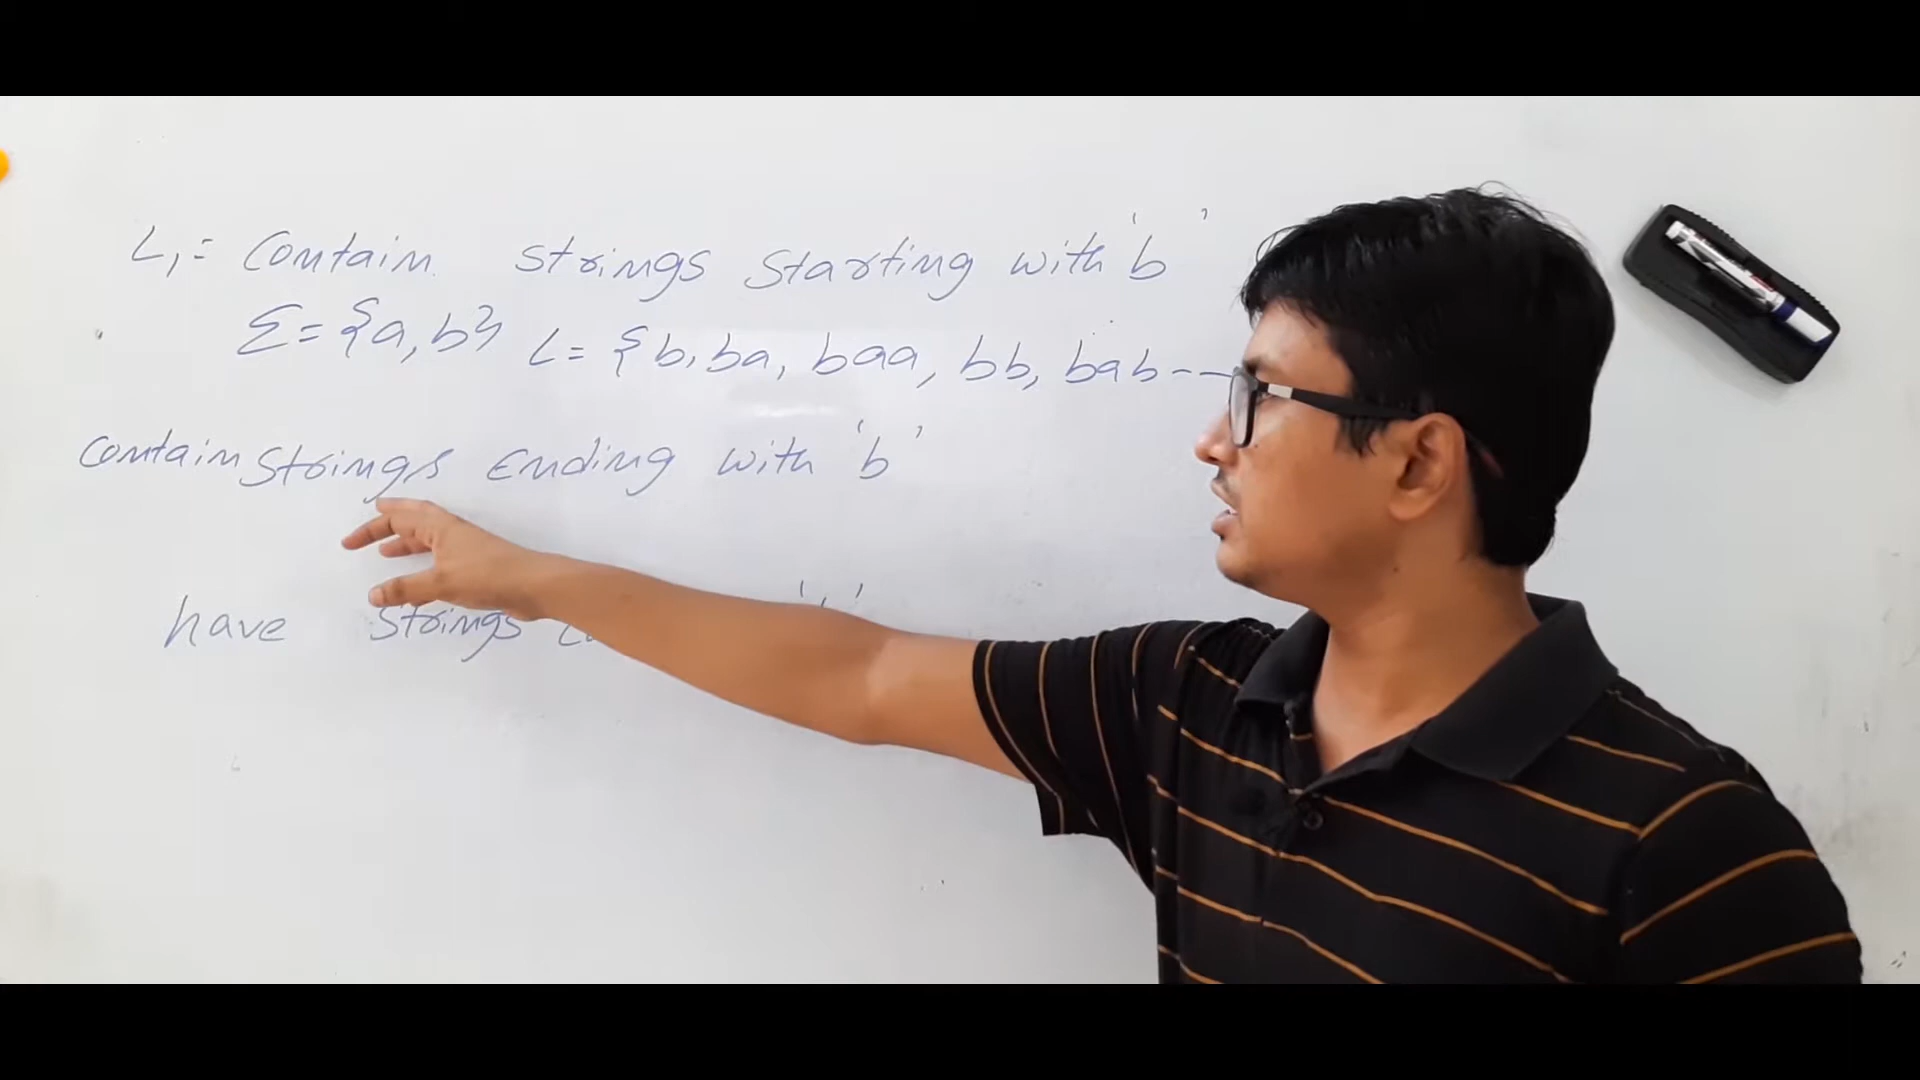 L₁ = Contain strings starting with 'b'
Σ = {a, b} L = {b, ba, baa, bb, bab - -
Contain strings Ending with 'b'
have strings